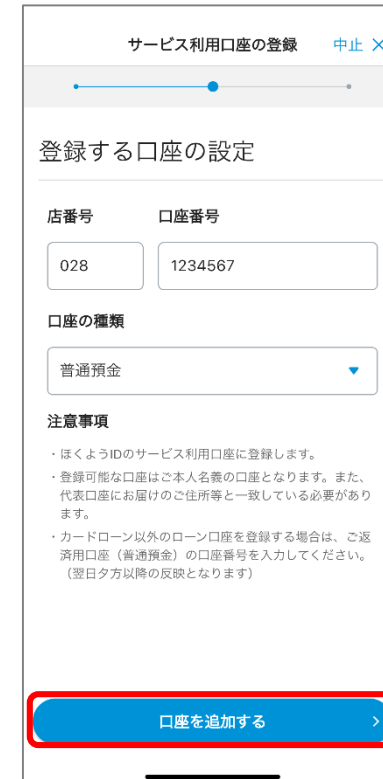 サービス利用口座の登録 中止 ×
登録する口座の設定
店番号 口座番号
028 1234567
口座の種類
普通預金
注意事項
・ほくようIDのサービス利用口座に登録します。
・登録可能な口座はご本人名義の口座となります。また、
代表口座にお届けのご住所等と一致している必要があり
ます。
・カードローン以外のローン口座を登録する場合は、ご返
済用口座（普通預金）の口座番号を入力してください。
（翌日夕方以降の反映となります）
口座を追加する